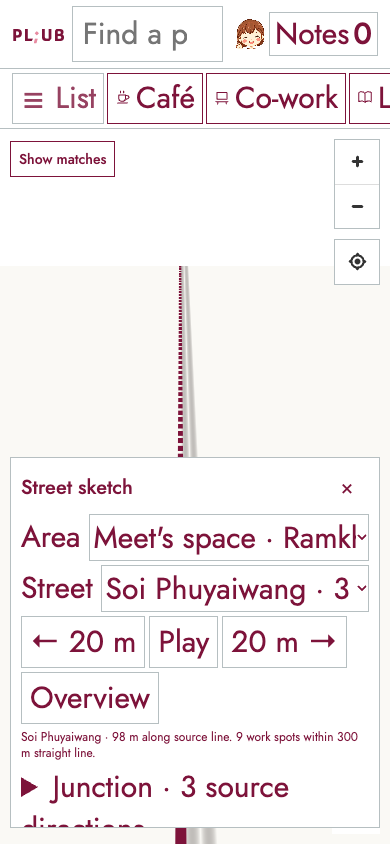 PL;UB
Find a p
Notes 0
≡ List
Café
Co-work
L
Show matches
+
−
Street sketch
×
Area
Meet's space · Ramkl
Street
Soi Phuyaiwang · 3
← 20 m
Play
20 m →
Overview
Soi Phuyaiwang · 98 m along source line. 9 work spots within 300
m straight line.
▶ Junction · 3 source
directions